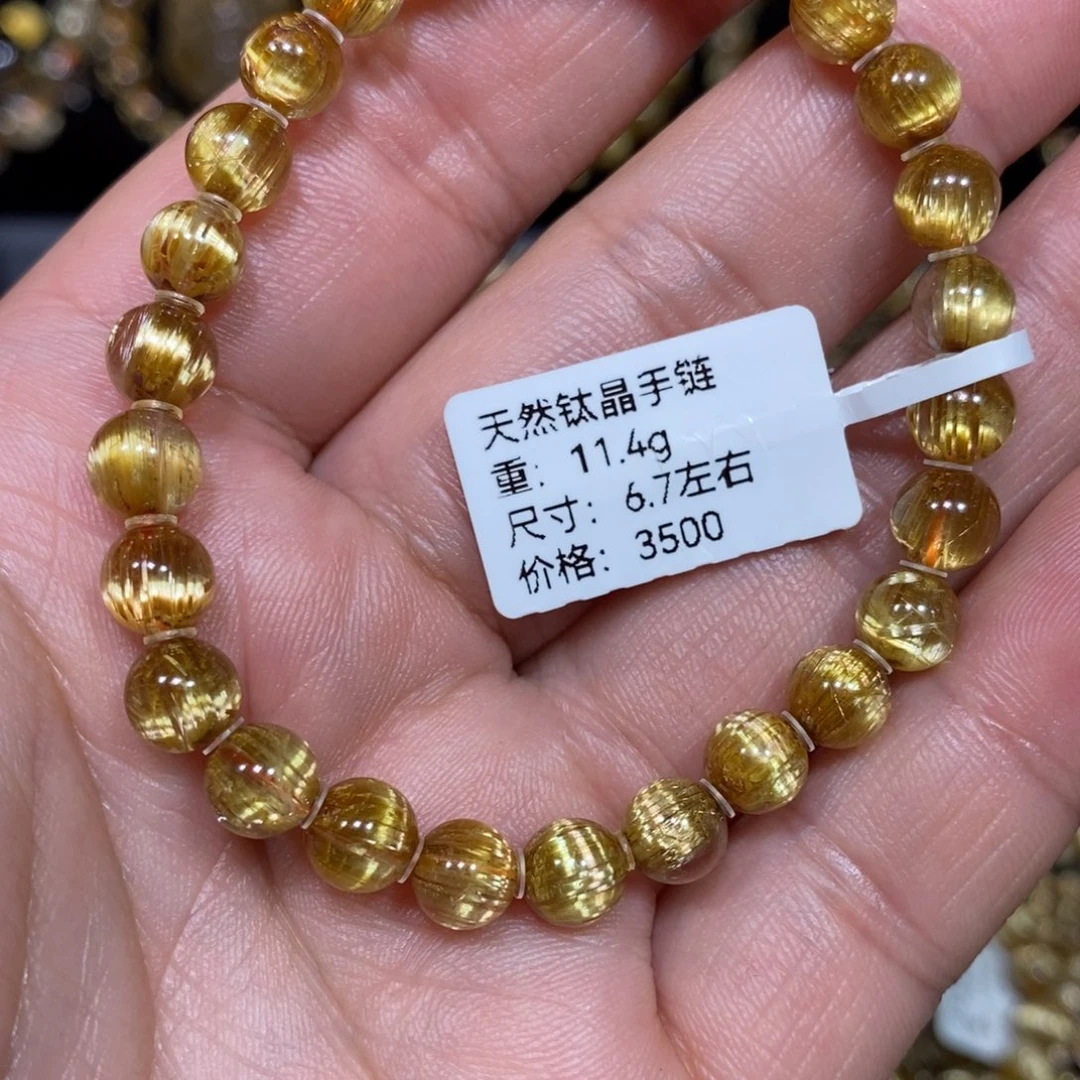 天然钛晶手链
重: 11.4g
尺寸: 6.7左右
价格: 3500